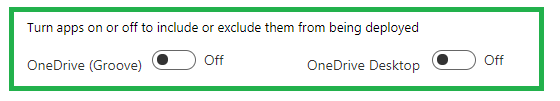 Turn apps on or off to include or exclude them from being deployed
OneDrive (Groove) Off OneDrive Desktop Off